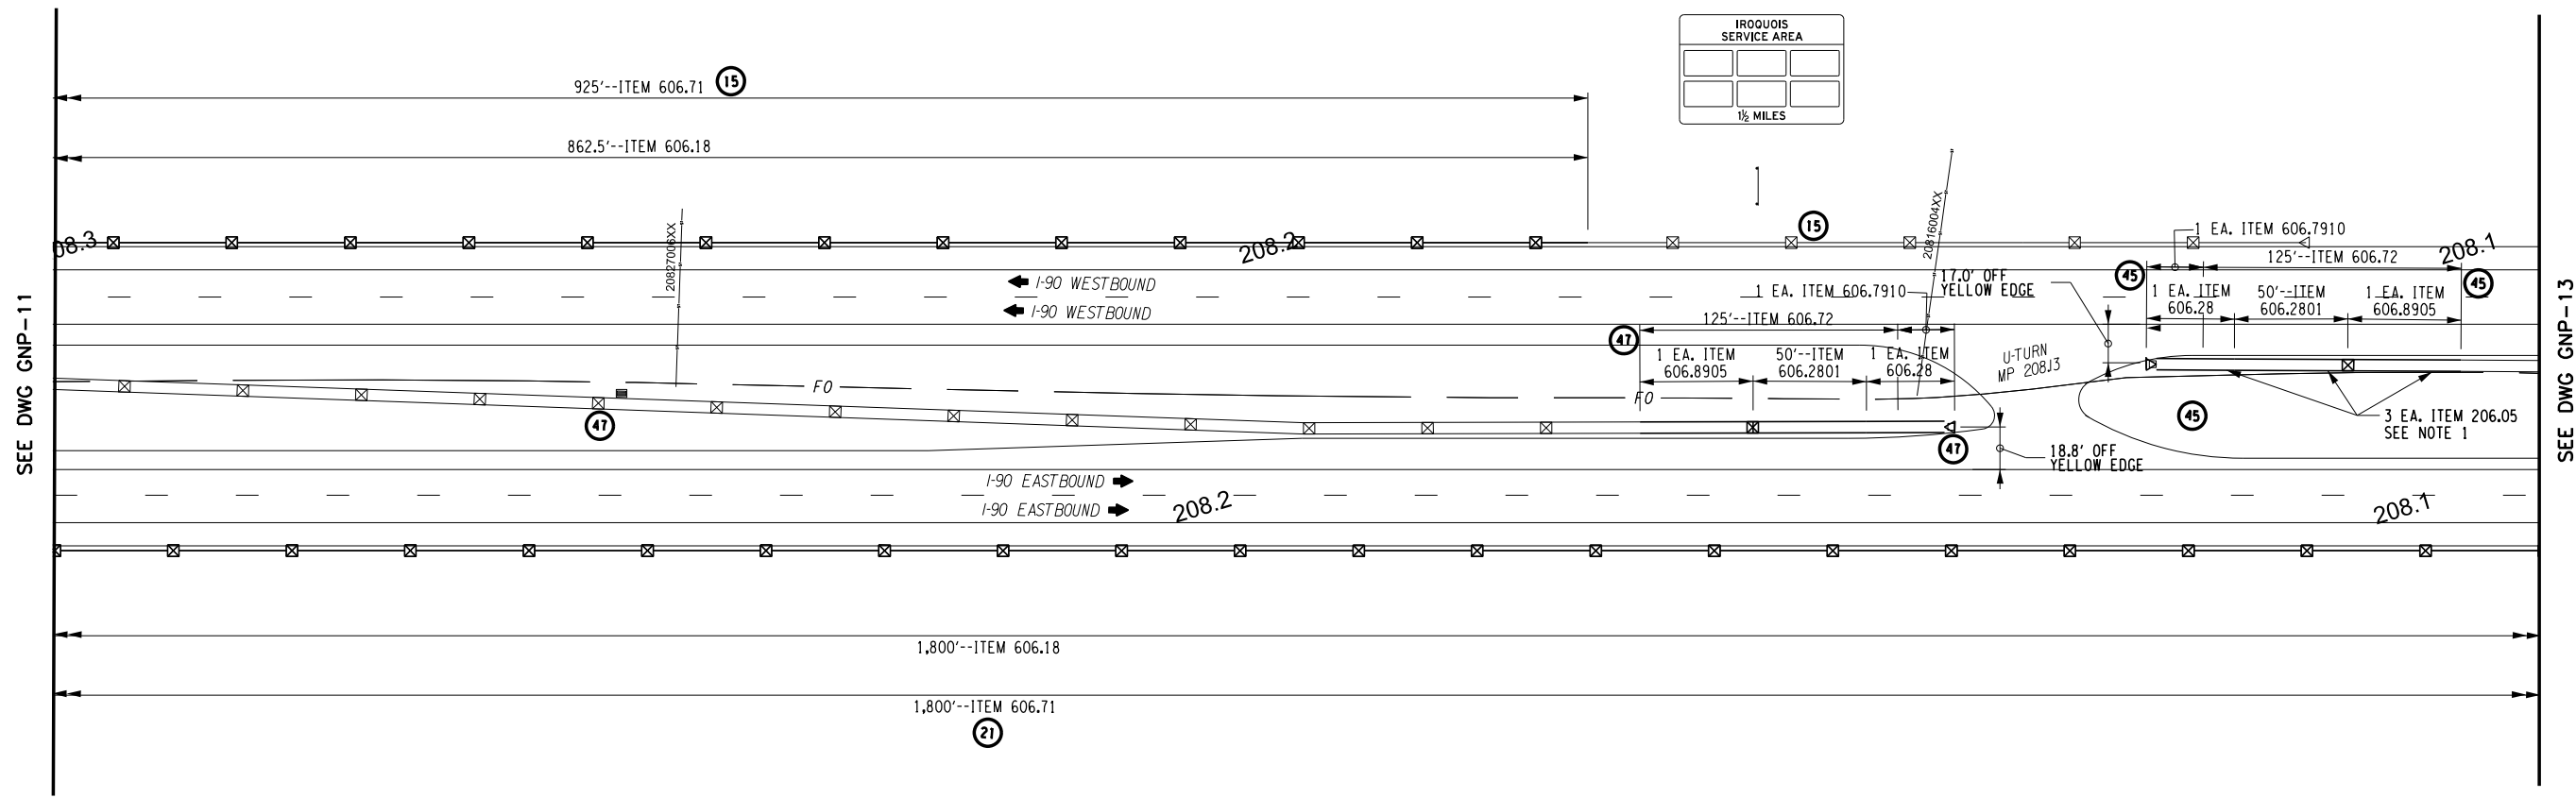 IROQUOIS
SERVICE AREA
1½ MILES
925'--ITEM 606.71
15
862.5'--ITEM 606.18
20827006XX
20816004XX
15
08.3
208.2
208.1
1 EA. ITEM 606.7910
125'--ITEM 606.72
45
45
I-90 WESTBOUND
I-90 WESTBOUND
1 EA. ITEM 606.7910
17.0' OFF
YELLOW EDGE
1 EA. ITEM
606.28
50'--ITEM
606.2801
1 EA. ITEM
606.8905
125'--ITEM 606.72
47
1 EA. ITEM
606.8905
50'--ITEM
606.2801
1 EA. ITEM
606.28
U-TURN
MP 208J3
FO
FO
47
47
45
3 EA. ITEM 206.05
SEE NOTE 1
18.8' OFF
YELLOW EDGE
SEE DWG GNP-11
SEE DWG GNP-13
I-90 EASTBOUND
I-90 EASTBOUND
208.2
208.1
1,800'--ITEM 606.18
1,800'--ITEM 606.71
21